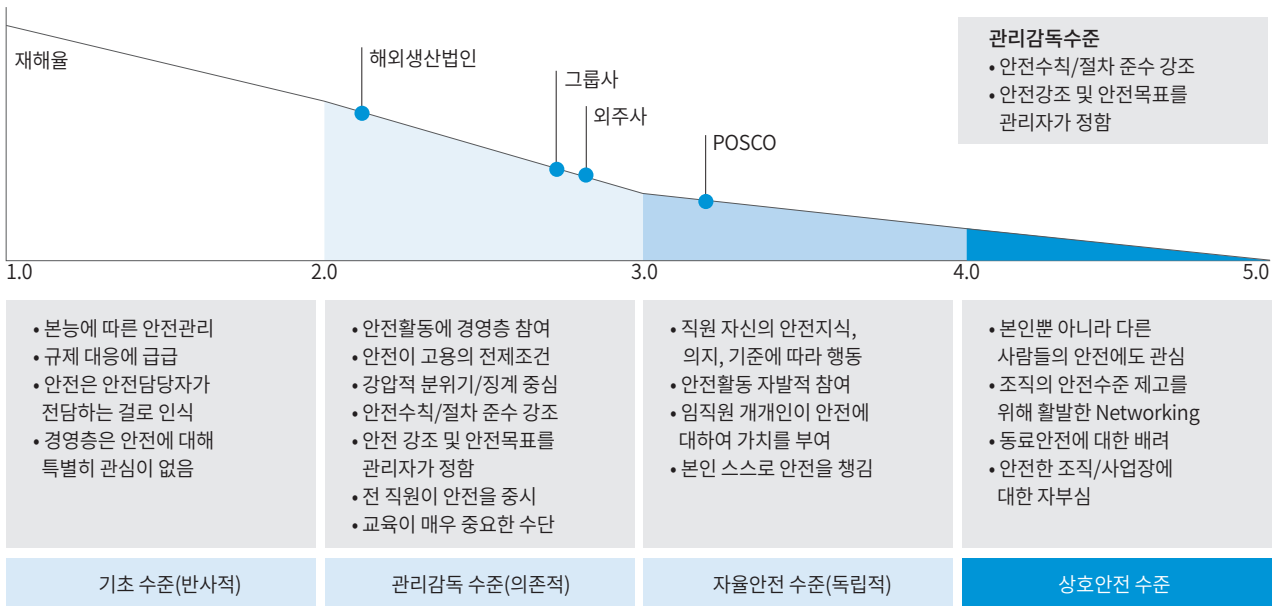 재해율
해외생산법인
그룹사
외주사
POSCO
관리감독수준
• 안전수칙/절차 준수 강조
• 안전강조 및 안전목표를
관리자가 정함
1.0
2.0
3.0
4.0
5.0
• 본능에 따른 안전관리
• 규제 대응에 급급
• 안전은 안전담당자가
전담하는 걸로 인식
• 경영층은 안전에 대해
특별히 관심이 없음
• 안전활동에 경영층 참여
• 안전이 고용의 전제조건
• 강압적 분위기/징계 중심
• 안전수칙/절차 준수 강조
• 안전 강조 및 안전목표를
관리자가 정함
• 전 직원이 안전을 중시
• 교육이 매우 중요한 수단
• 직원 자신의 안전지식,
의지, 기준에 따라 행동
• 안전활동 자발적 참여
• 임직원 개개인이 안전에
대하여 가치를 부여
• 본인 스스로 안전을 챙김
• 본인뿐 아니라 다른
사람들의 안전에도 관심
• 조직의 안전수준 제고를
위해 활발한 Networking
• 동료안전에 대한 배려
• 안전한 조직/사업장에
대한 자부심
기초 수준(반사적)
관리감독 수준(의존적)
자율안전 수준(독립적)
상호안전 수준